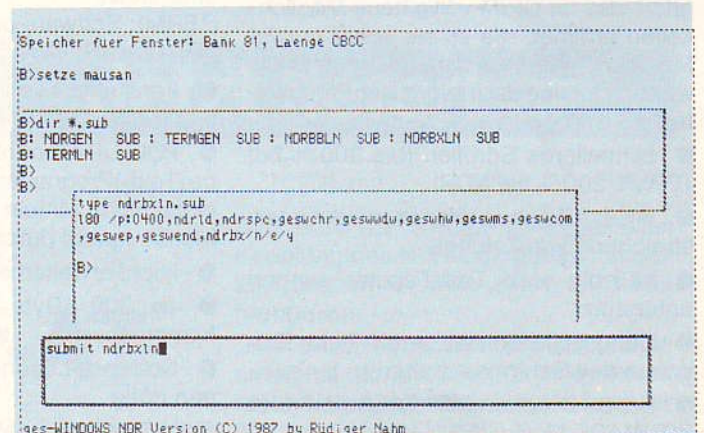 Speicher fuer Fenster: Bank 81, Laenge CBCC
B>setze mausan
B>dir *.sub
B: NDRGEN   SUB : TERMGEN  SUB : NDRBBLN  SUB : NDRBXLN  SUB
B: TERMLN   SUB
B>
B>
type ndrbxln.sub
l80 /p:0400,ndrld,ndrspc,geswchr,geswwdw,geswhw,geswms,geswcom
,geswep,geswend,ndrbx/n/e/y
B>
submit ndrbxln
ges-WINDOWS NDR Version (C) 1987 by Rüdiger Nahm